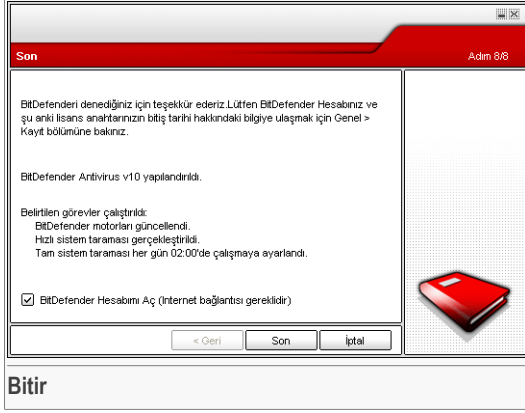 Son
Adım 8/8
BitDefenderi denediğiniz için teşekkür ederiz.Lütfen BitDefender Hesabınız ve
şu anki lisans anahtarınızın bitiş tarihi hakkındaki bilgiye ulaşmak için Genel >
Kayıt bölümüne bakınız.
BitDefender Antivirus v10 yapılandırıldı.
Belirtilen görevler çalıştırıldı:
BitDefender motorları güncellendi.
Hızlı sistem taraması gerçekleştirildi.
Tam sistem taraması her gün 02:00'de çalışmaya ayarlandı.
BitDefender Hesabımı Aç (Internet bağlantısı gereklidir)
< Geri
Son
İptal
Bitir